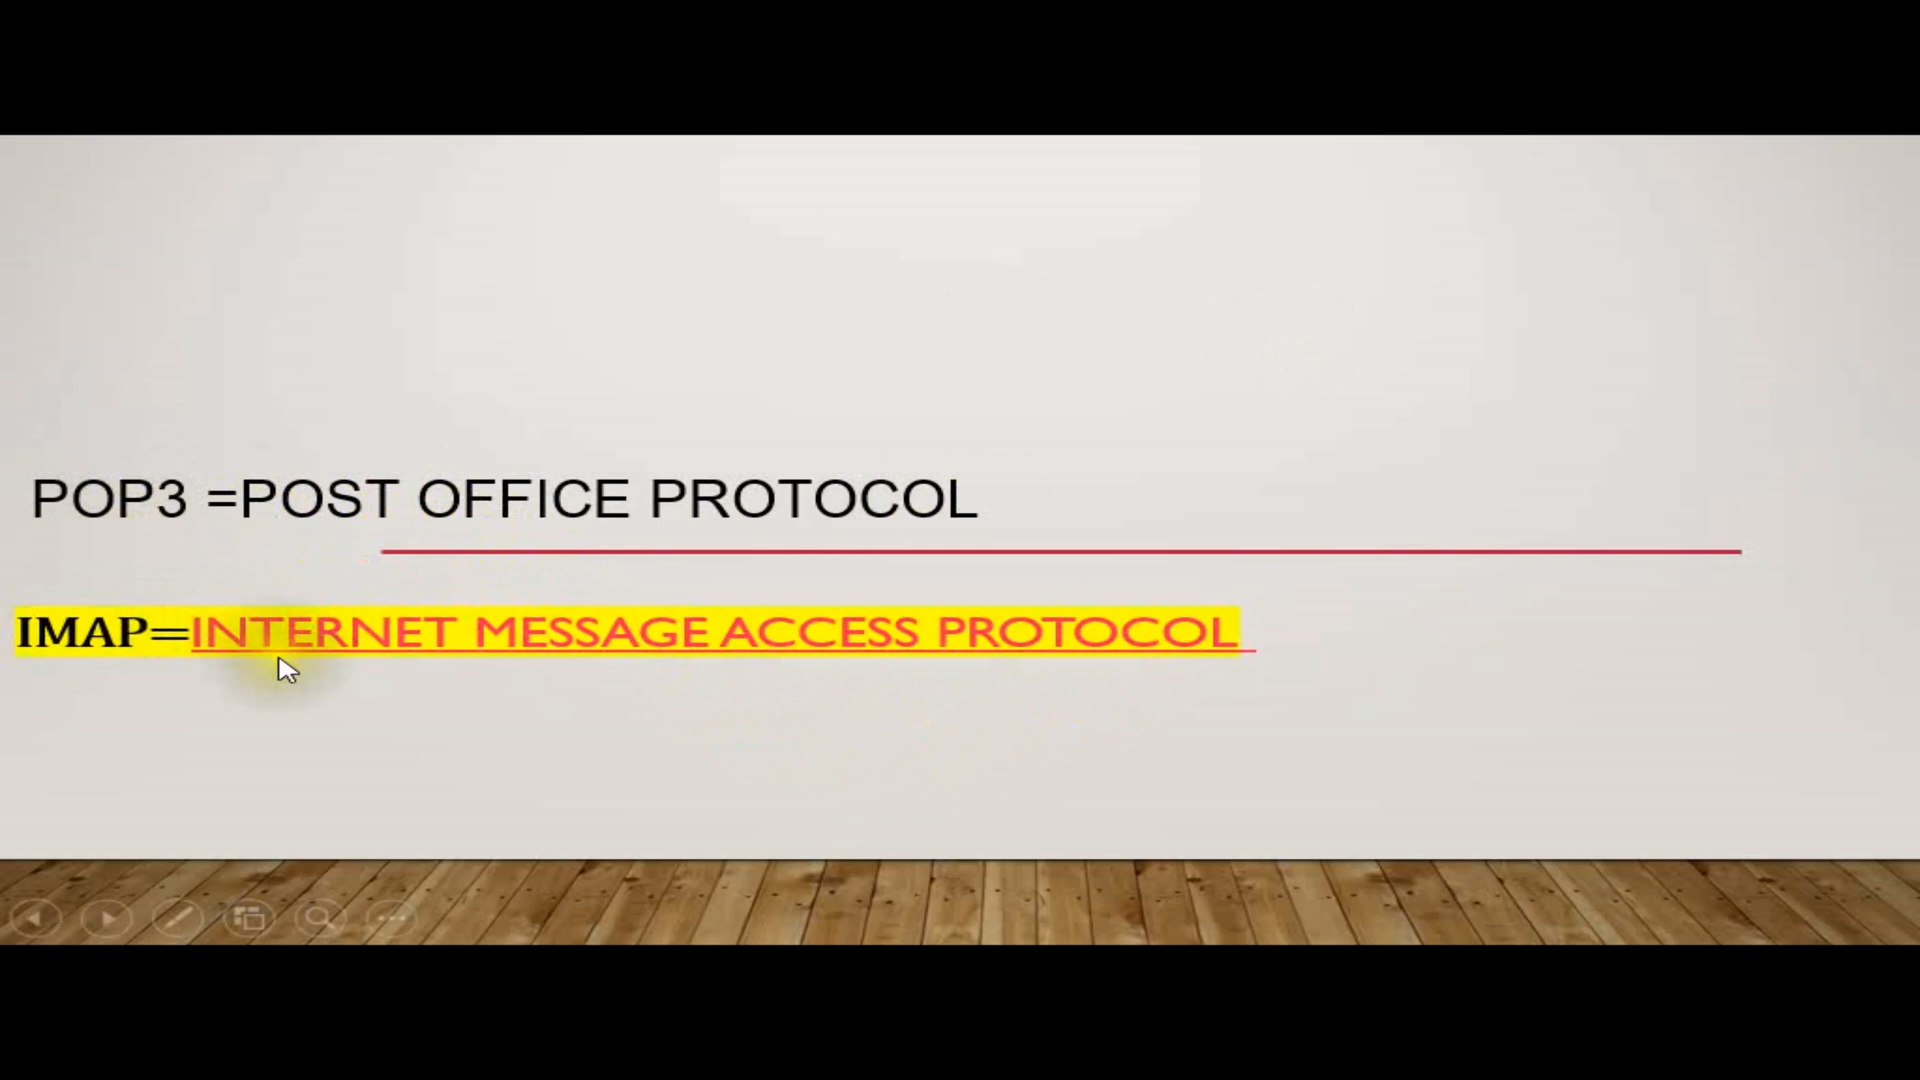 POP3 =POST OFFICE PROTOCOL
IMAP=INTERNET MESSAGE ACCESS PROTOCOL